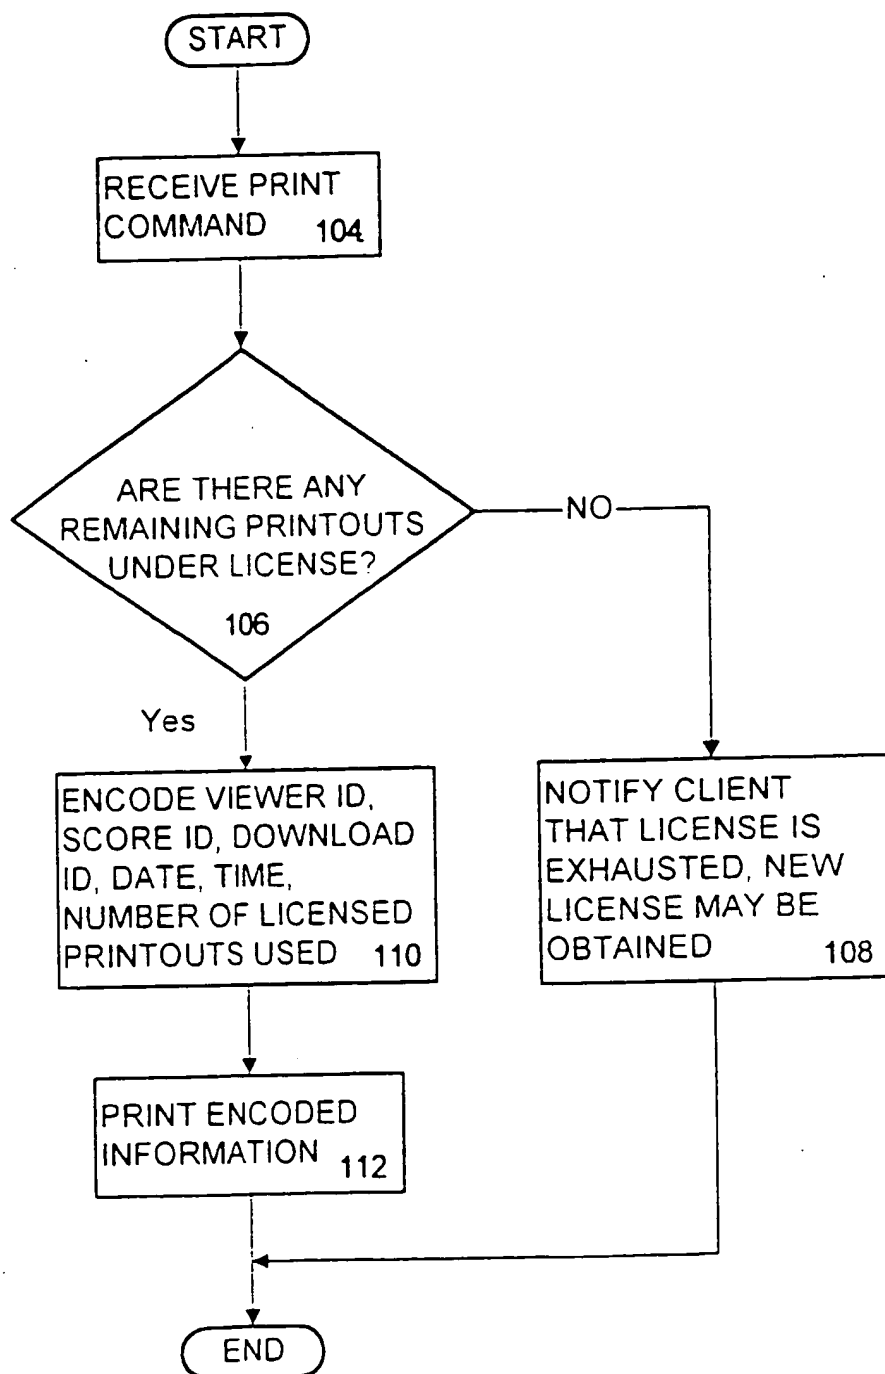 START
RECEIVE PRINT
COMMAND 104
ARE THERE ANY
REMAINING PRINTOUTS
UNDER LICENSE?
106
NO
Yes
ENCODE VIEWER ID,
SCORE ID, DOWNLOAD
ID, DATE, TIME,
NUMBER OF LICENSED
PRINTOUTS USED 110
NOTIFY CLIENT
THAT LICENSE IS
EXHAUSTED, NEW
LICENSE MAY BE
OBTAINED 108
PRINT ENCODED
INFORMATION 112
END